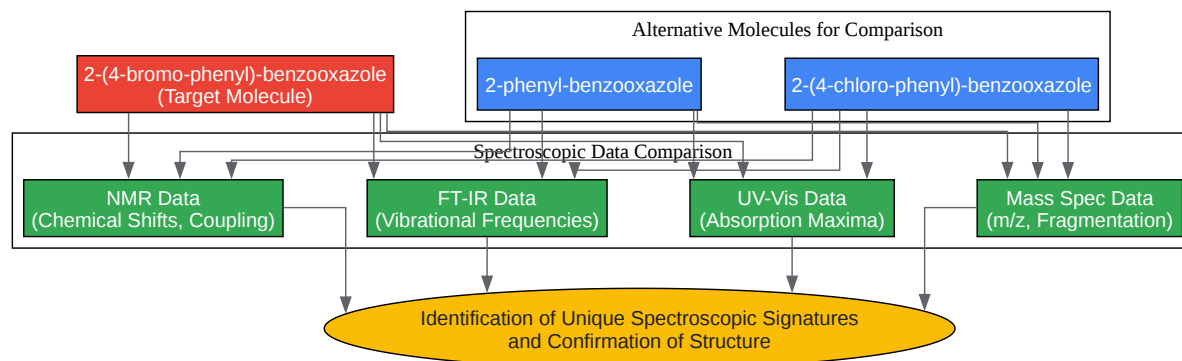 Alternative Molecules for Comparison
2-(4-bromo-phenyl)-benzooxazole
(Target Molecule)
2-phenyl-benzooxazole
2-(4-chloro-phenyl)-benzooxazole
Spectroscopic Data Comparison
NMR Data
(Chemical Shifts, Coupling)
FT-IR Data
(Vibrational Frequencies)
UV-Vis Data
(Absorption Maxima)
Mass Spec Data
(m/z, Fragmentation)
Identification of Unique Spectroscopic Signatures
and Confirmation of Structure